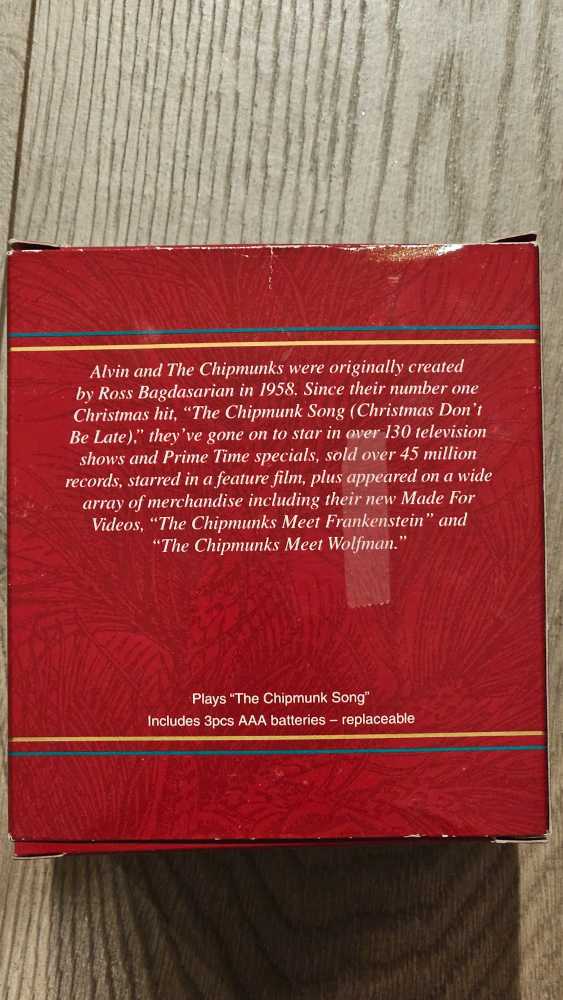 Alvin and The Chipmunks were originally created
by Ross Bagdasarian in 1958. Since their number one
Christmas hit, “The Chipmunk Song (Christmas Don't
Be Late),” they've gone on to star in over 130 television
shows and Prime Time specials, sold over 45 million
records, starred in a feature film, plus appeared on a wide
array of merchandise including their new Made For
Videos, “The Chipmunks Meet Frankenstein” and
“The Chipmunks Meet Wolfman.”
Plays “The Chipmunk Song”
Includes 3pcs AAA batteries – replaceable